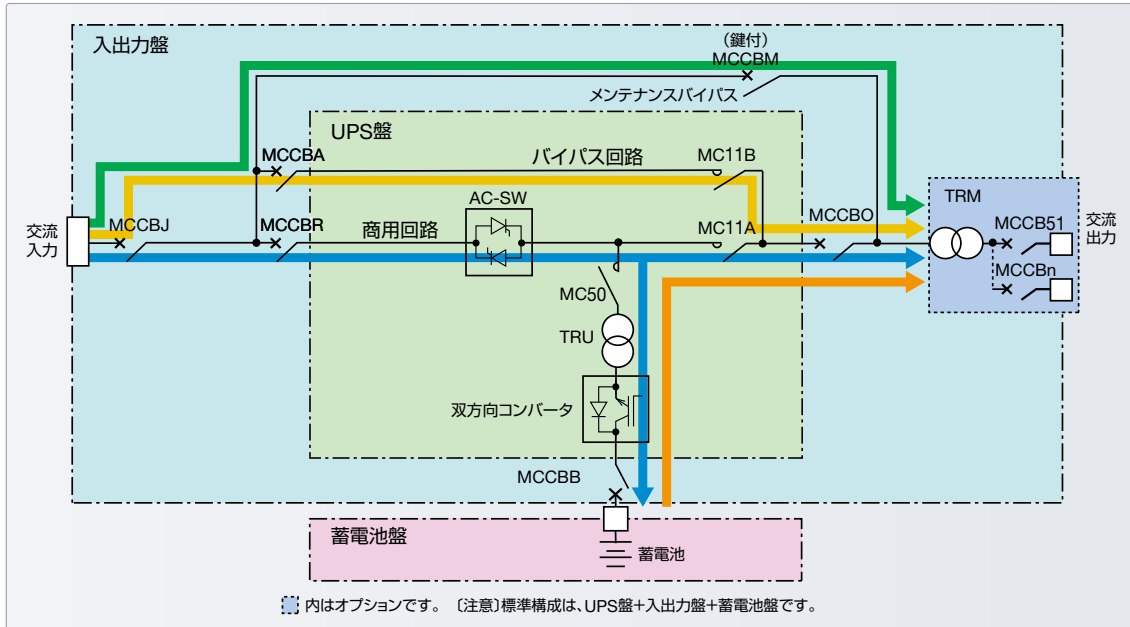 入出力盤
（鍵付）
MCCBM
メンテナンスバイパス
UPS盤
MCCBA
バイパス回路
MC11B
AC-SW
TRM
MCCBJ
MCCBR
商用回路
MC11A
MCCBO
MCCB51
交流
入力
交流
出力
MCCBn
MC50
TRU
双方向コンバータ
MCCBB
蓄電池盤
蓄電池
内はオプションです。〔注意〕標準構成は、UPS盤+入出力盤+蓄電池盤です。